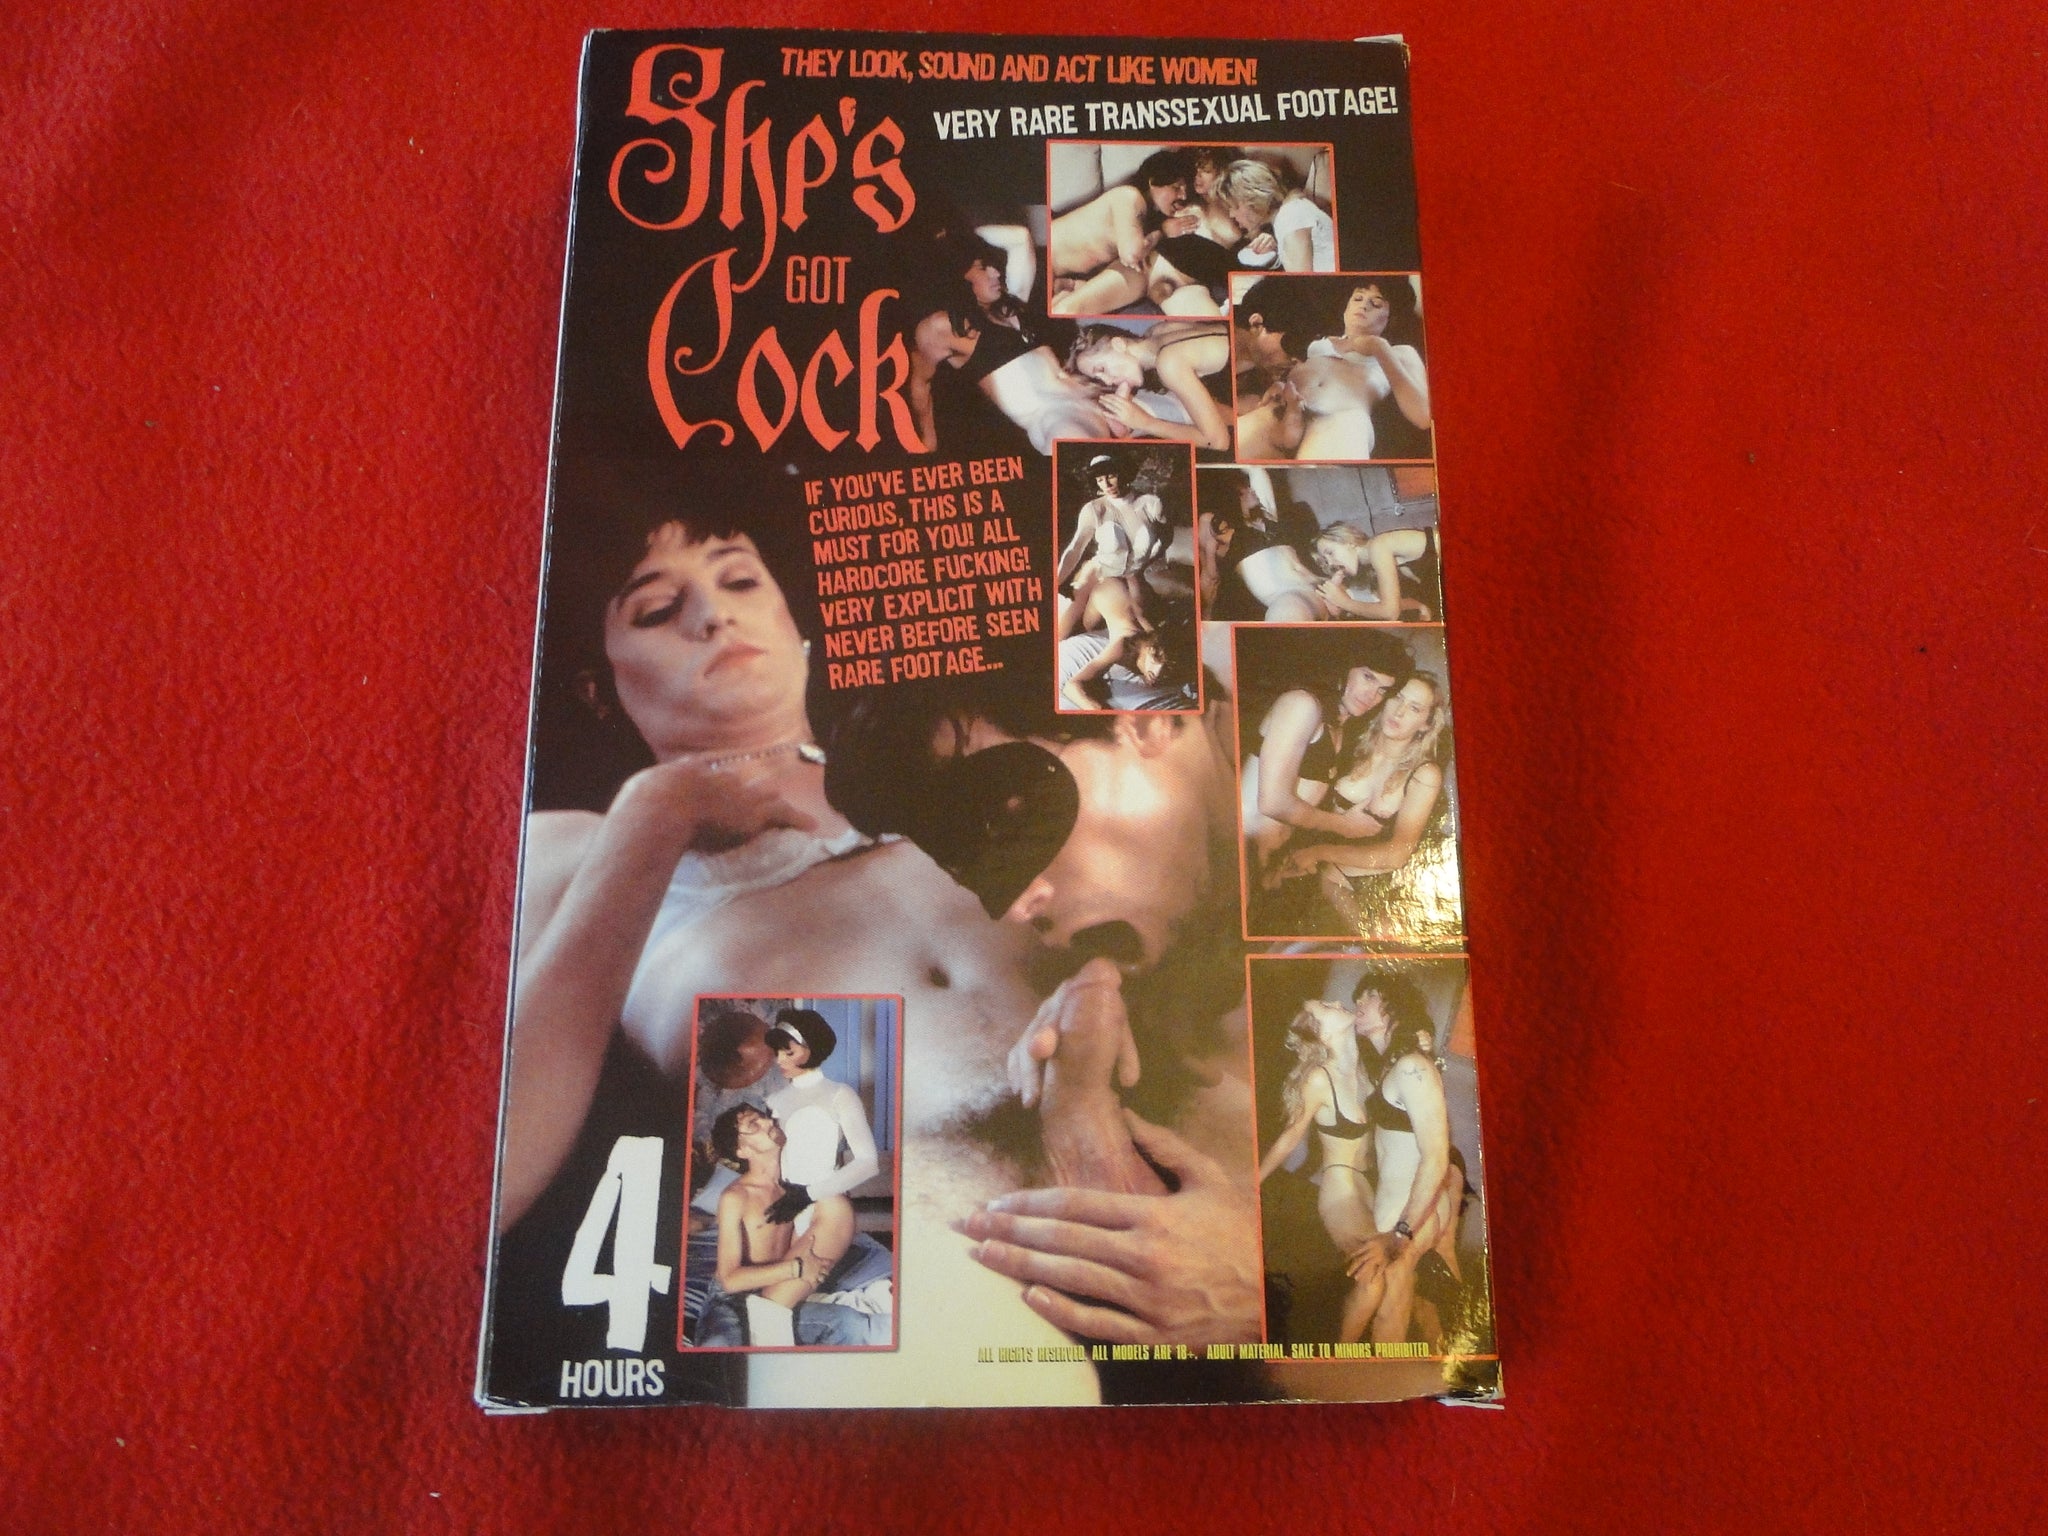 THEY LOOK, SOUND AND ACT LIKE WOMEN!
VERY RARE TRANSSEXUAL FOOTAGE!
She's
GOT
Cock
IF YOU'VE EVER BEEN
CURIOUS, THIS IS A
MUST FOR YOU! ALL
HARDCORE FUCKING!
VERY EXPLICIT WITH
NEVER BEFORE SEEN
RARE FOOTAGE...
4
HOURS
ALL RIGHTS RESERVED. ALL MODELS ARE 18+. ADULT MATERIAL. SALE TO MINORS PROHIBITED.